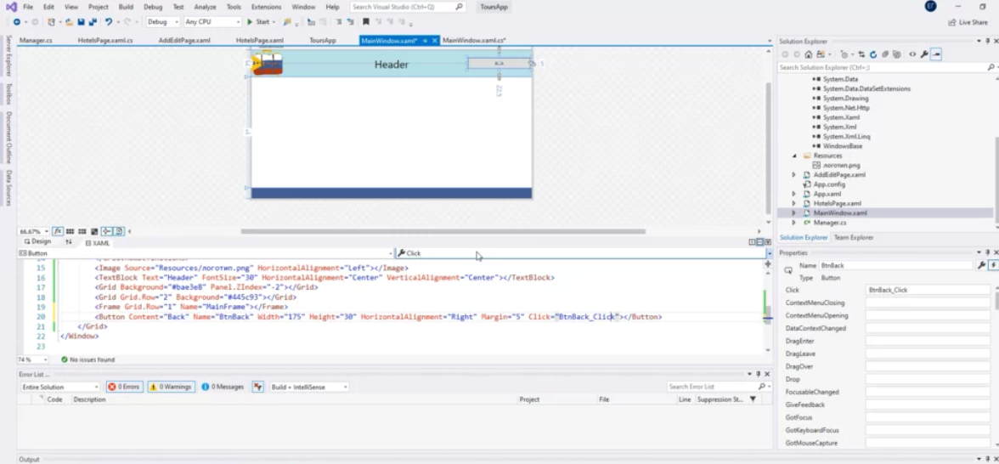 File Edit View Project Build Debug Test Analyze Tools Extensions Window Help Search Visual Studio (Ctrl+Q) ToursApp
Debug Any CPU Start Live Share
Manager.cs HotelsPage.xaml.cs AddEditPage.xaml HotelsPage.xaml ToursApp MainWindow.xaml* MainWindow.xaml.cs*
Server Explorer
Toolbox
Document Outline
Data Sources
Header
5
22,5
66.67%
Design XAML
Button Click
15 <Image Source="Resources/логотип.png" HorizontalAlignment="Left"></Image>
16 <TextBlock Text="Header" FontSize="30" HorizontalAlignment="Center" VerticalAlignment="Center"></TextBlock>
17 <Grid Background="#bae3e8" Panel.ZIndex="-2"></Grid>
18 <Grid Grid.Row="2" Background="#445c93"></Grid>
19 <Frame Grid.Row="1" Name="MainFrame"></Frame>
20 <Button Content="Back" Name="BtnBack" Width="175" Height="30" HorizontalAlignment="Right" Margin="5" Click="BtnBack_Click"></Button>
21 </Grid>
22 </Window>
23
74 % No issues found
Error List ...
Entire Solution 0 Errors 0 Warnings 0 Messages Build + IntelliSense Search Error List
Code Description Project File Line Suppression St...
Output
Solution Explorer
Search Solution Explorer (Ctrl+;)
System.Data
System.Data.DataSetExtensions
System.Drawing
System.Net.Http
System.Xaml
System.Xml
System.Xml.Linq
WindowsBase
Resources
логотип.png
AddEditPage.xaml
App.config
App.xaml
HotelsPage.xaml
MainWindow.xaml
Manager.cs
Solution Explorer Team Explorer
Properties
Name BtnBack
Type Button
Click BtnBack_Click
ContextMenuClosing
ContextMenuOpening
DataContextChanged
DragEnter
DragLeave
DragOver
Drop
FocusableChanged
GiveFeedback
GotFocus
GotKeyboardFocus
GotMouseCapture